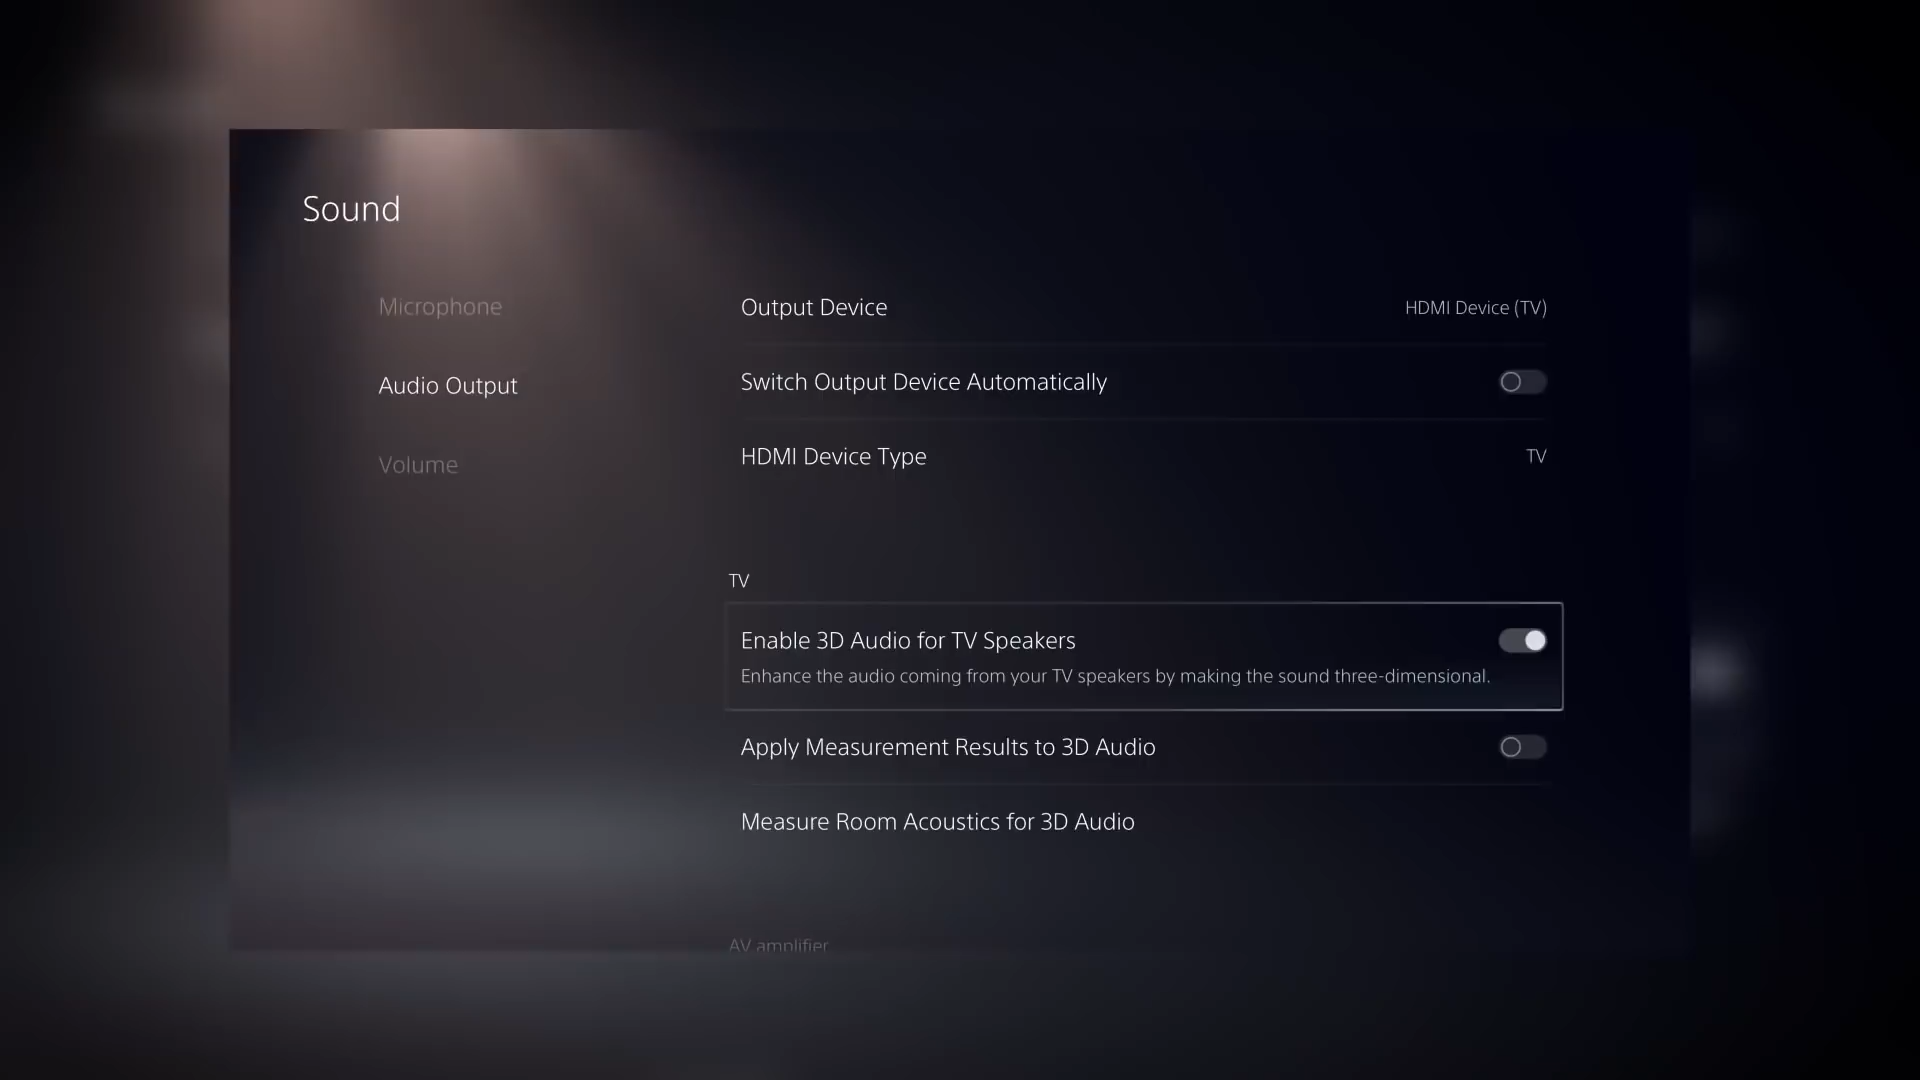 Sound
Microphone
Audio Output
Volume
Output Device
HDMI Device (TV)
Switch Output Device Automatically
HDMI Device Type
TV
TV
Enable 3D Audio for TV Speakers
Enhance the audio coming from your TV speakers by making the sound three-dimensional.
Apply Measurement Results to 3D Audio
Measure Room Acoustics for 3D Audio
AV amplifier